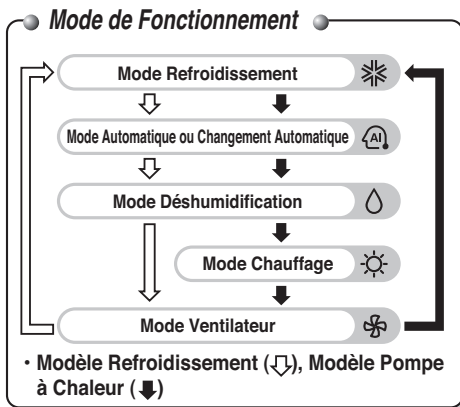 Mode de Fonctionnement
Mode Refroidissement
Mode Automatique ou Changement Automatique
AI
Mode Déshumidification
Mode Chauffage
Mode Ventilateur
· Modèle Refroidissement (⇩), Modèle Pompe
à Chaleur (🡇)